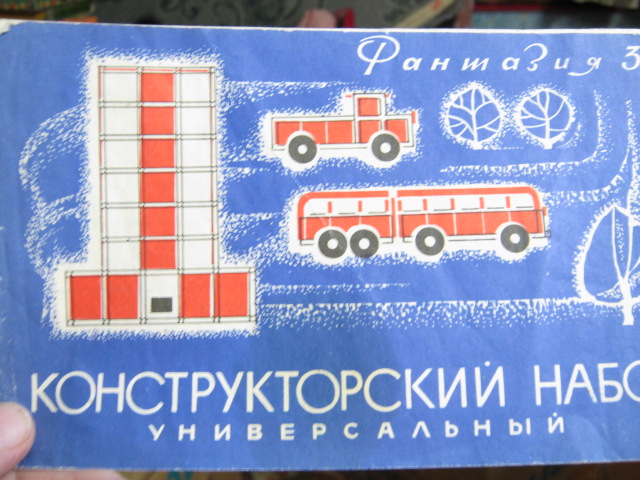 Фантазия 3
КОНСТРУКТОРСКИЙ НАБО
УНИВЕРСАЛЬНЫЙ